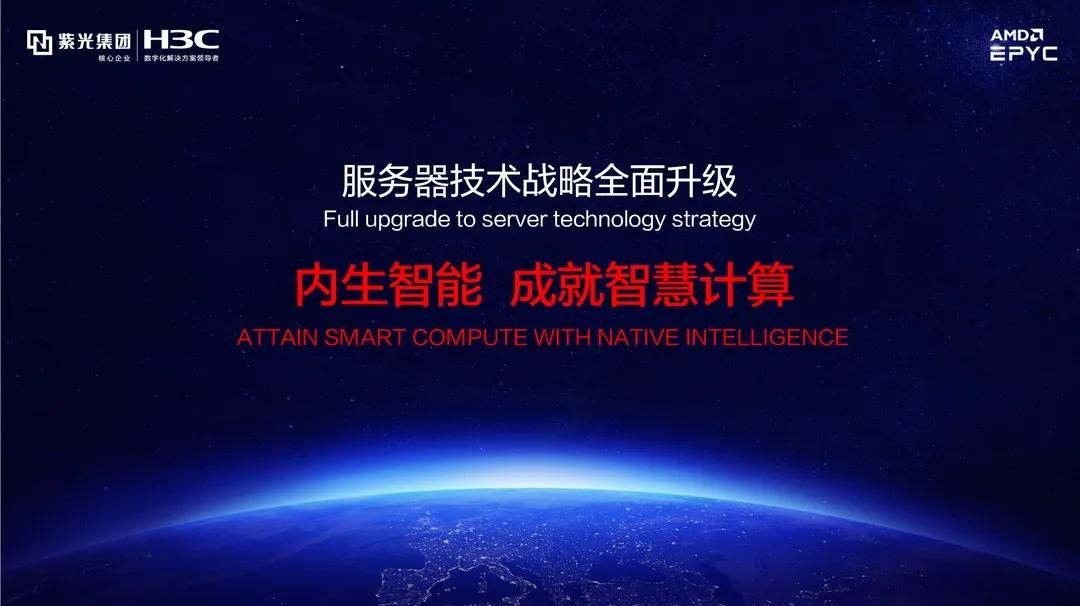 紫光集团
核心企业
H3C
数字化解决方案领导者
AMD
EPYC
服务器技术战略全面升级
Full upgrade to server technology strategy
内生智能 成就智慧计算
ATTAIN SMART COMPUTE WITH NATIVE INTELLIGENCE